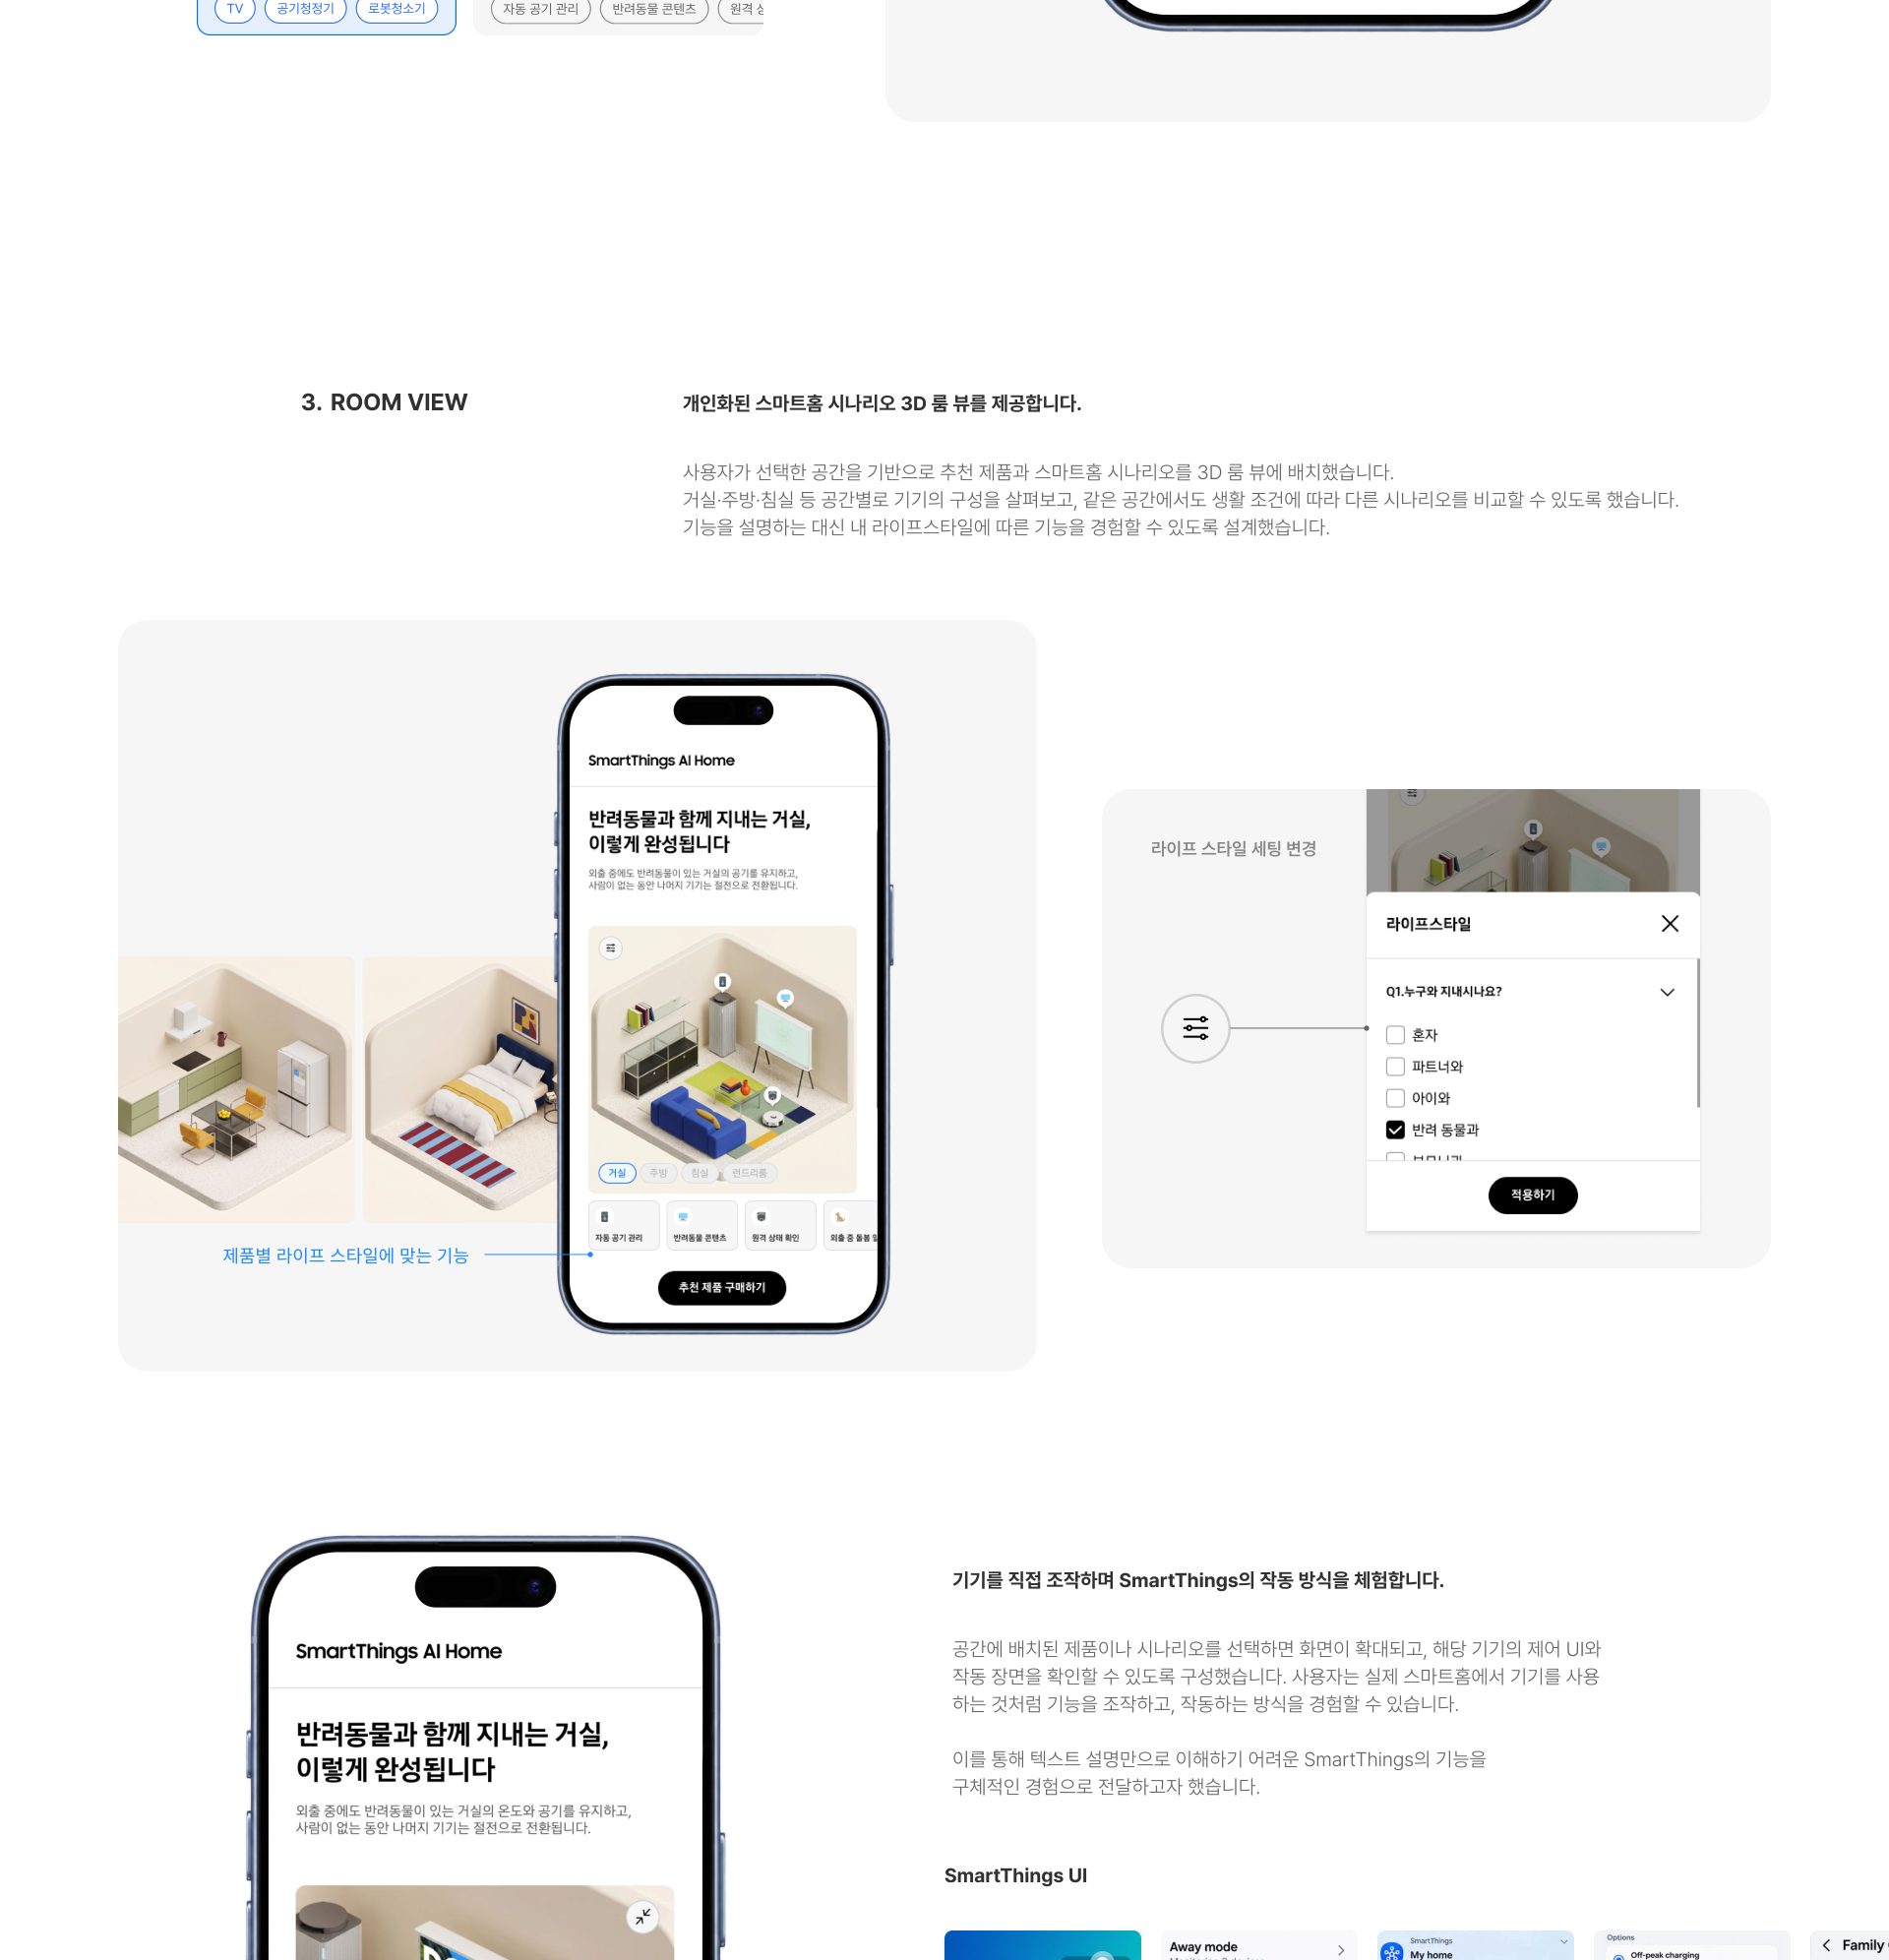 TV
공기청정기
로봇청소기
자동 공기 관리
반려동물 콘텐츠
원격
3. ROOM VIEW
개인화된 스마트홈 시나리오 3D 룸 뷰를 제공합니다.
사용자가 선택한 공간을 기반으로 추천 제품과 스마트홈 시나리오를 3D 룸 뷰에 배치했습니다.
거실·주방·침실 등 공간별로 기기의 구성을 살펴보고, 같은 공간에서도 생활 조건에 따라 다른 시나리오를 비교할 수 있도록 했습니다.
기능을 설명하는 대신 내 라이프스타일에 따른 기능을 경험할 수 있도록 설계했습니다.
SmartThings AI Home
반려동물과 함께 지내는 거실,
이렇게 완성됩니다
외출 중에도 반려동물이 있는 거실의 공기를 유지하고,
사람이 없는 동안 나머지 기기는 절전으로 전환됩니다.
거실
주방
침실
런드리룸
자동 공기 관리
반려동물 콘텐츠
원격 상태 확인
외출 중 돌봄
추천 제품 구매하기
제품별 라이프 스타일에 맞는 기능
라이프 스타일 세팅 변경
라이프스타일
Q1.누구와 지내시나요?
혼자
파트너와
아이와
반려 동물과
적용하기
SmartThings AI Home
반려동물과 함께 지내는 거실,
이렇게 완성됩니다
외출 중에도 반려동물이 있는 거실의 온도와 공기를 유지하고,
사람이 없는 동안 나머지 기기는 절전으로 전환됩니다.
기기를 직접 조작하며 SmartThings의 작동 방식을 체험합니다.
공간에 배치된 제품이나 시나리오를 선택하면 화면이 확대되고, 해당 기기의 제어 UI와
작동 장면을 확인할 수 있도록 구성했습니다. 사용자는 실제 스마트홈에서 기기를 사용
하는 것처럼 기능을 조작하고, 작동하는 방식을 경험할 수 있습니다.
이를 통해 텍스트 설명만으로 이해하기 어려운 SmartThings의 기능을
구체적인 경험으로 전달하고자 했습니다.
SmartThings UI
Away mode
SmartThings
My home
Options
Off-peak charging
Family